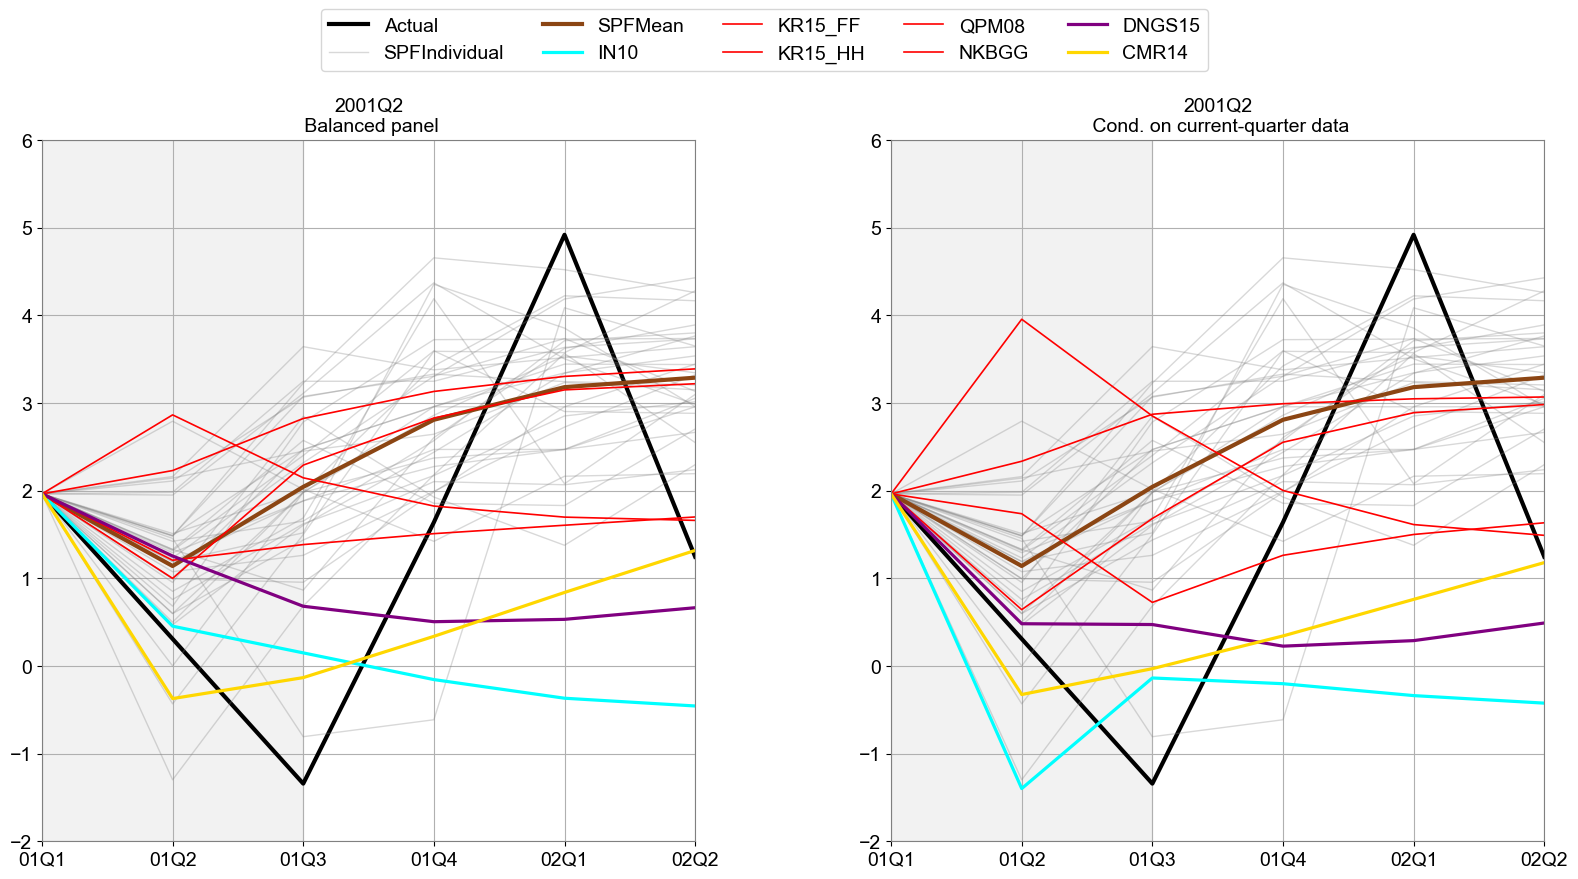 Actual SPFMean KR15_FF QPM08 DNGS15
SPFIndividual IN10 KR15_HH NKBGG CMR14
2001Q2
Balanced panel
6
5
4
3
2
1
0
−1
−2
01Q1 01Q2 01Q3 01Q4 02Q1 02Q2
2001Q2
Cond. on current-quarter data
6
5
4
3
2
1
0
−1
−2
01Q1 01Q2 01Q3 01Q4 02Q1 02Q2